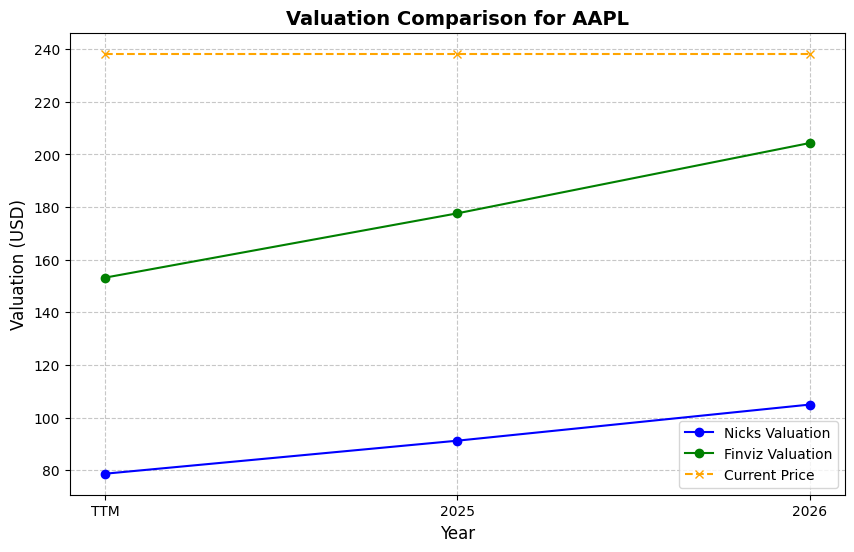 Valuation Comparison for AAPL
Valuation (USD)
240
220
200
180
160
140
120
100
80
TTM
2025
2026
Year
Nicks Valuation
Finviz Valuation
Current Price